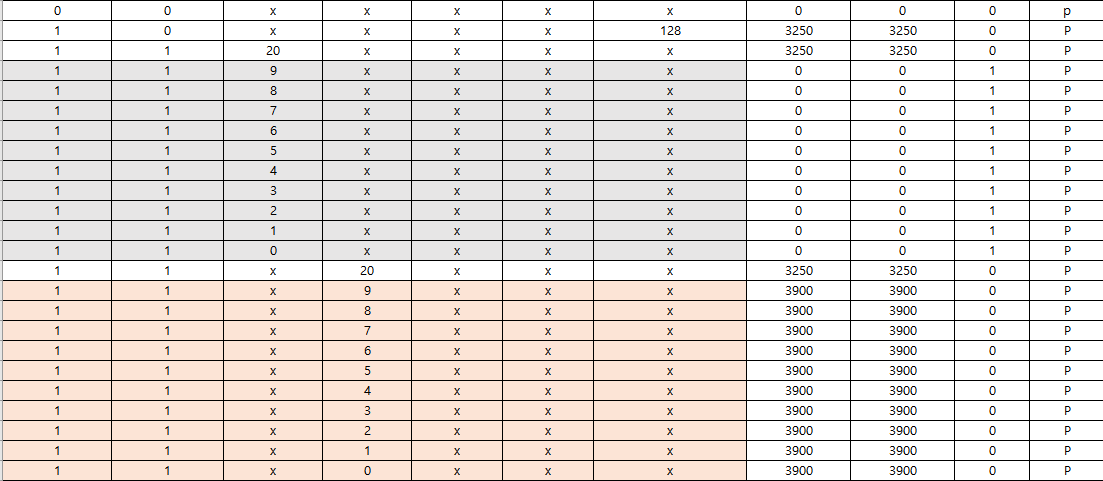 0 0 x x x x x 0 0 0 p
1 0 x x x x 128 3250 3250 0 P
1 1 20 x x x x 3250 3250 0 P
1 1 9 x x x x 0 0 1 P
1 1 8 x x x x 0 0 1 P
1 1 7 x x x x 0 0 1 P
1 1 6 x x x x 0 0 1 P
1 1 5 x x x x 0 0 1 P
1 1 4 x x x x 0 0 1 P
1 1 3 x x x x 0 0 1 P
1 1 2 x x x x 0 0 1 P
1 1 1 x x x x 0 0 1 P
1 1 0 x x x x 0 0 1 P
1 1 x 20 x x x 3250 3250 0 P
1 1 x 9 x x x 3900 3900 0 P
1 1 x 8 x x x 3900 3900 0 P
1 1 x 7 x x x 3900 3900 0 P
1 1 x 6 x x x 3900 3900 0 P
1 1 x 5 x x x 3900 3900 0 P
1 1 x 4 x x x 3900 3900 0 P
1 1 x 3 x x x 3900 3900 0 P
1 1 x 2 x x x 3900 3900 0 P
1 1 x 1 x x x 3900 3900 0 P
1 1 x 0 x x x 3900 3900 0 P